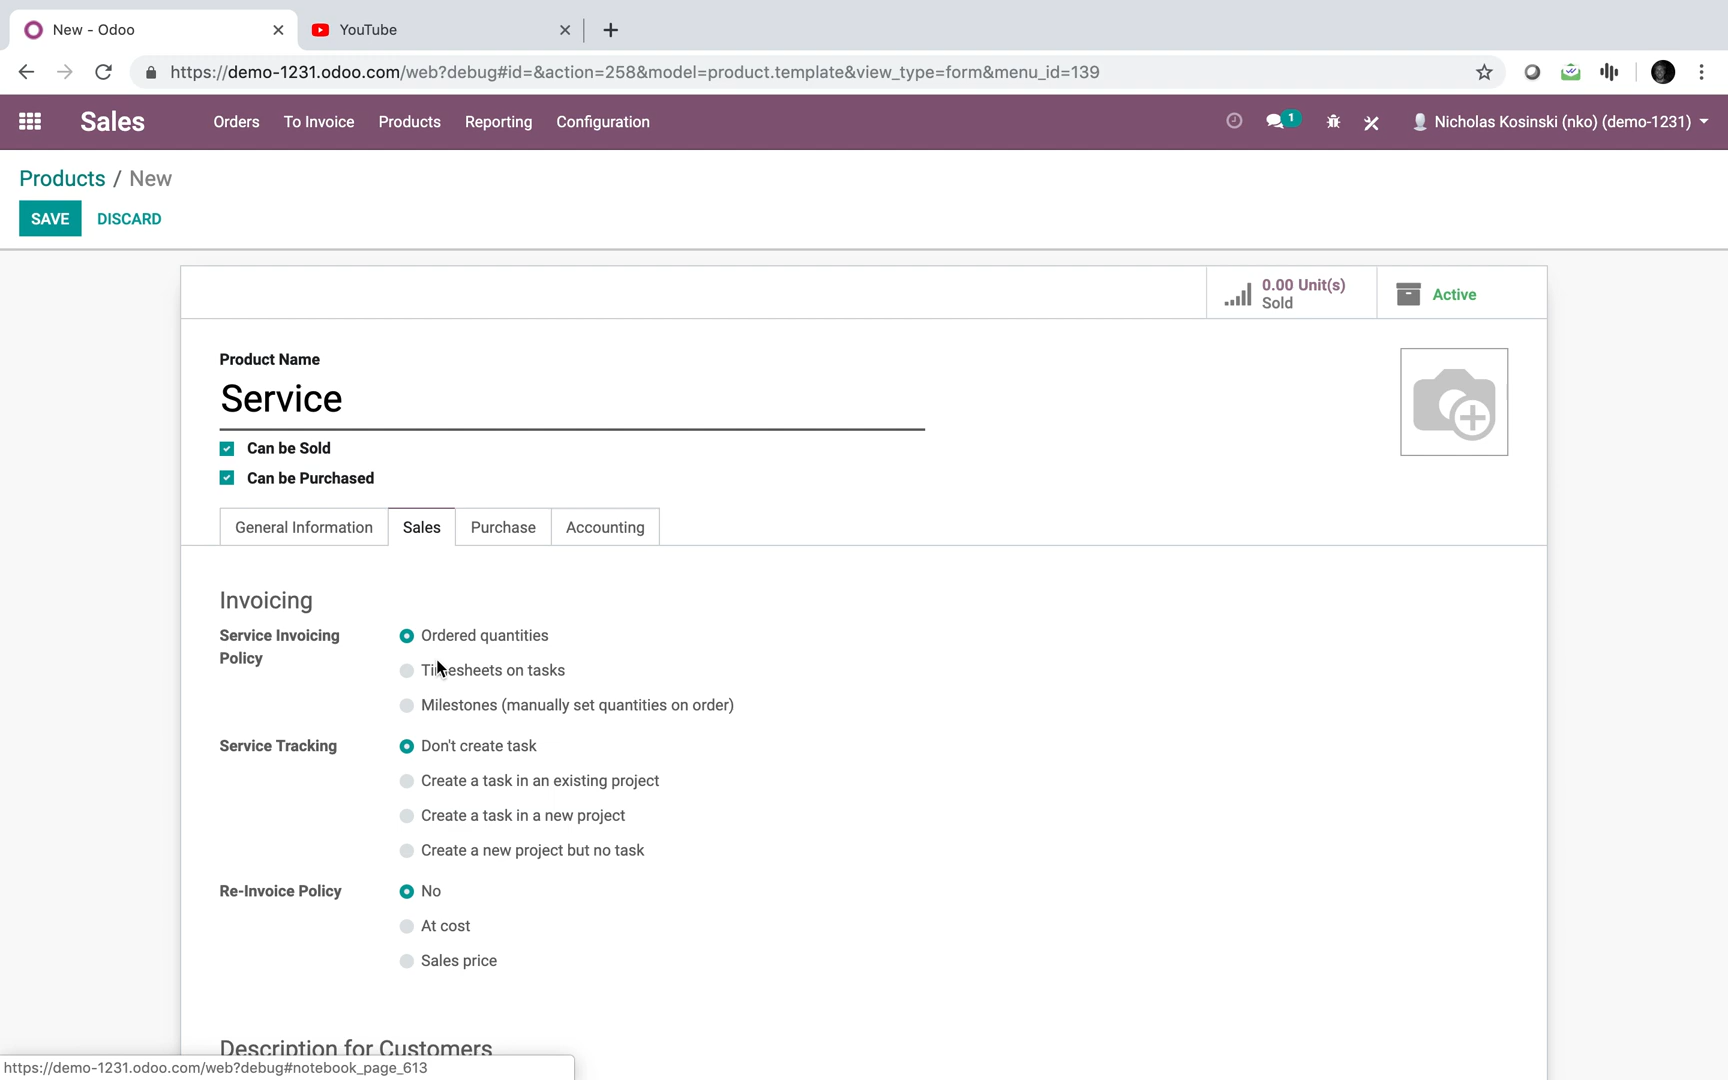 New - Odoo
YouTube
https://demo-1231.odoo.com/web?debug#id=&action=258&model=product.template&view_type=form&menu_id=139
Sales Orders To Invoice Products Reporting Configuration 1 Nicholas Kosinski (nko) (demo-1231)
Products / New
SAVE DISCARD
0.00 Unit(s)
Sold
Active
Product Name
Service
Can be Sold
Can be Purchased
General Information Sales Purchase Accounting
Invoicing
Service Invoicing
Policy
Ordered quantities
Timesheets on tasks
Milestones (manually set quantities on order)
Service Tracking
Don't create task
Create a task in an existing project
Create a task in a new project
Create a new project but no task
Re-Invoice Policy
No
At cost
Sales price
Description for Customers
https://demo-1231.odoo.com/web?debug#notebook_page_613